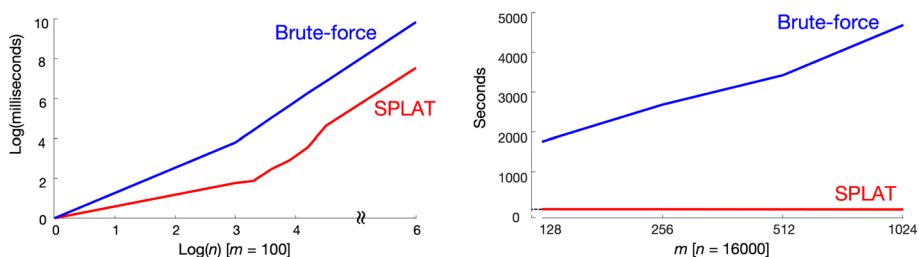 Log(milliseconds)
10
8
6
4
2
0
Brute-force
SPLAT
0 1 2 3 4 6
Log(n) [m = 100]
Seconds
5000
4000
3000
2000
1000
0
Brute-force
SPLAT
128 256 512 1024
m [n = 16000]